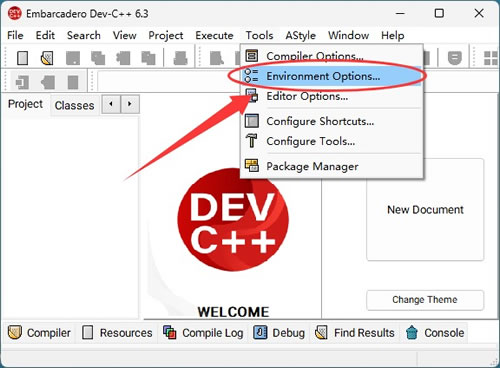 Embarcadero Dev-C++ 6.3
File Edit Search View Project Execute Tools AStyle Window Help
Compiler Options...
Environment Options...
Editor Options...
Configure Shortcuts...
Configure Tools...
Package Manager
Project Classes
DEV
C++
WELCOME
New Document
Change Theme
Compiler Resources Compile Log Debug Find Results Console